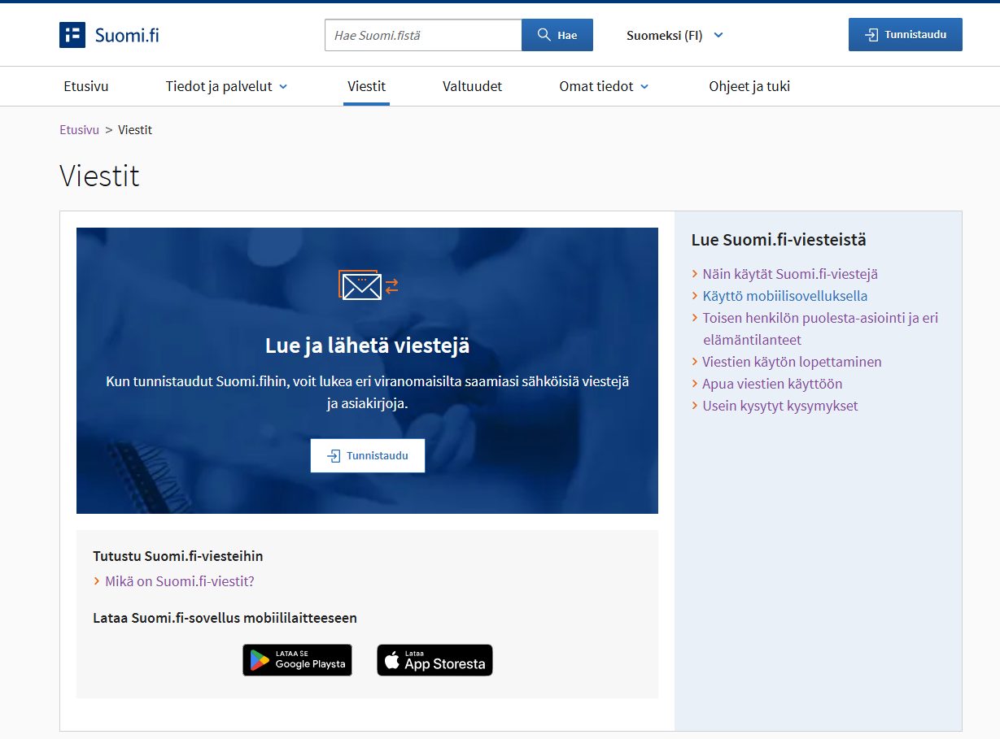 Suomi.fi
Hae Suomi.fistä
Hae
Suomeksi (FI)
Tunnistaudu
Etusivu
Tiedot ja palvelut
Viestit
Valtuudet
Omat tiedot
Ohjeet ja tuki
Etusivu > Viestit
Viestit
Lue ja lähetä viestejä
Kun tunnistaudut Suomi.fihin, voit lukea eri viranomaisilta saamiasi sähköisiä viestejä
ja asiakirjoja.
Tunnistaudu
Tutustu Suomi.fi-viesteihin
Mikä on Suomi.fi-viestit?
Lataa Suomi.fi-sovellus mobiililaitteeseen
LATAA SE
Google Playsta
Lataa
App Storesta
Lue Suomi.fi-viesteistä
Näin käytät Suomi.fi-viestejä
Käyttö mobiilisovelluksella
Toisen henkilön puolesta-asiointi ja eri
elämäntilanteet
Viestien käytön lopettaminen
Apua viestien käyttöön
Usein kysytyt kysymykset